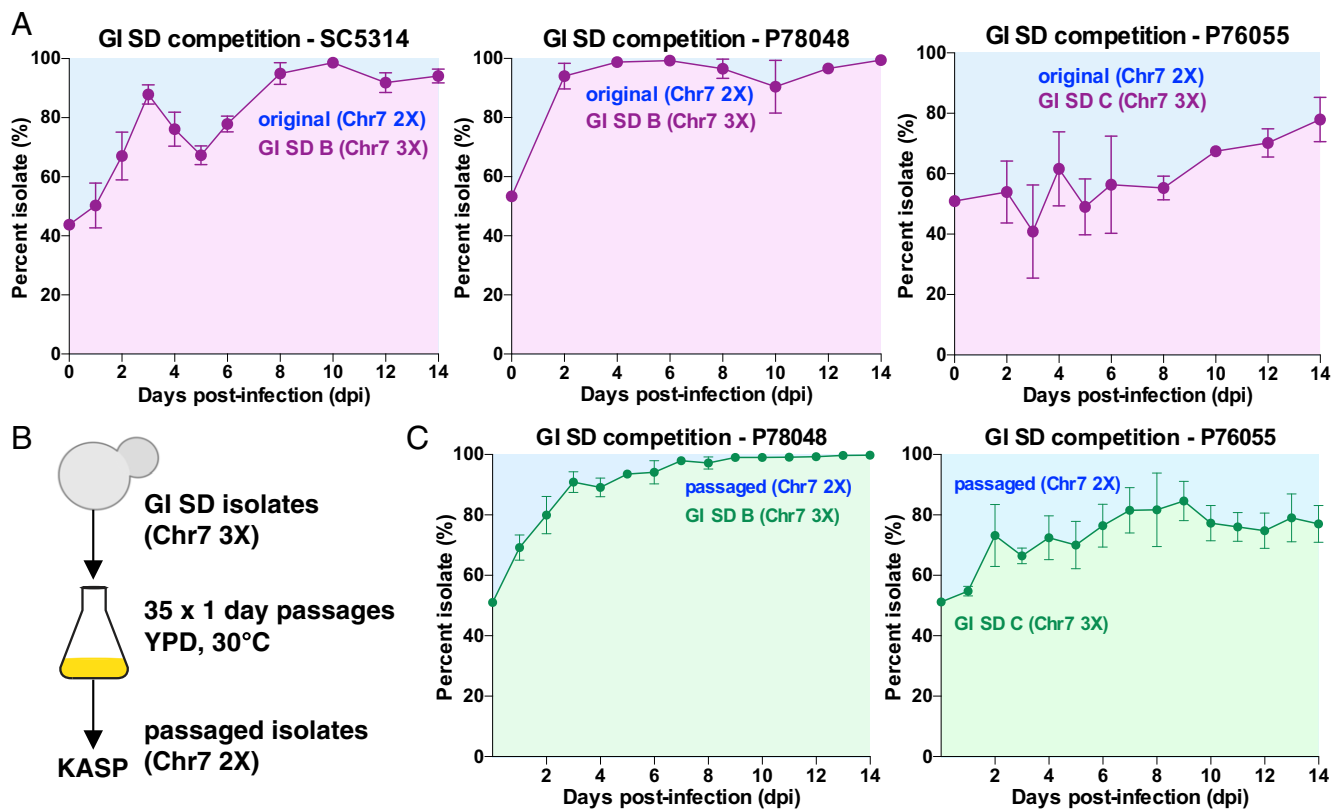 A
GI SD competition - SC5314
Percent isolate (%)
100
80
60
40
20
0
original (Chr7 2X)
GI SD B (Chr7 3X)
0 2 4 6 8 10 12 14
Days post-infection (dpi)
GI SD competition - P78048
Percent isolate (%)
100
80
60
40
20
0
original (Chr7 2X)
GI SD B (Chr7 3X)
0 2 4 6 8 10 12 14
Days post-infection (dpi)
GI SD competition - P76055
Percent isolate (%)
100
80
60
40
20
0
original (Chr7 2X)
GI SD C (Chr7 3X)
0 2 4 6 8 10 12 14
Days post-infection (dpi)
B
GI SD isolates
(Chr7 3X)
35 x 1 day passages
YPD, 30°C
passaged isolates
(Chr7 2X)
KASP
C
GI SD competition - P78048
Percent isolate (%)
100
80
60
40
20
0
passaged (Chr7 2X)
GI SD B (Chr7 3X)
2 4 6 8 10 12 14
Days post-infection (dpi)
GI SD competition - P76055
Percent isolate (%)
100
80
60
40
20
0
passaged (Chr7 2X)
GI SD C (Chr7 3X)
2 4 6 8 10 12 14
Days post-infection (dpi)